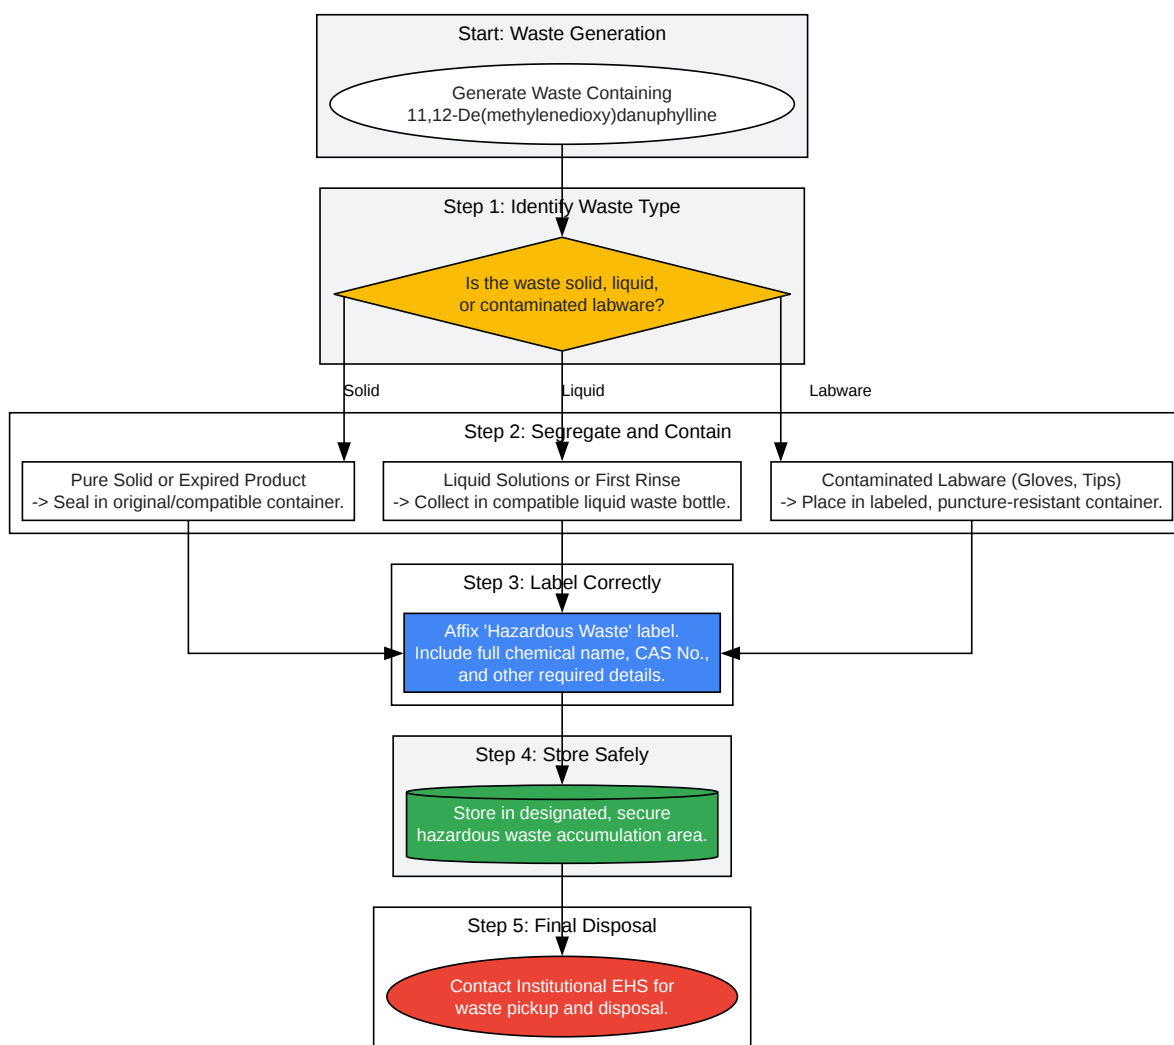 Start: Waste Generation
Generate Waste Containing
11,12-De(methylenedioxy)danuphylline
Step 1: Identify Waste Type
Is the waste solid, liquid,
or contaminated labware?
Solid
Liquid
Labware
Step 2: Segregate and Contain
Pure Solid or Expired Product
-> Seal in original/compatible container.
Liquid Solutions or First Rinse
-> Collect in compatible liquid waste bottle.
Contaminated Labware (Gloves, Tips)
-> Place in labeled, puncture-resistant container.
Step 3: Label Correctly
Affix 'Hazardous Waste' label.
Include full chemical name, CAS No.,
and other required details.
Step 4: Store Safely
Store in designated, secure
hazardous waste accumulation area.
Step 5: Final Disposal
Contact Institutional EHS for
waste pickup and disposal.